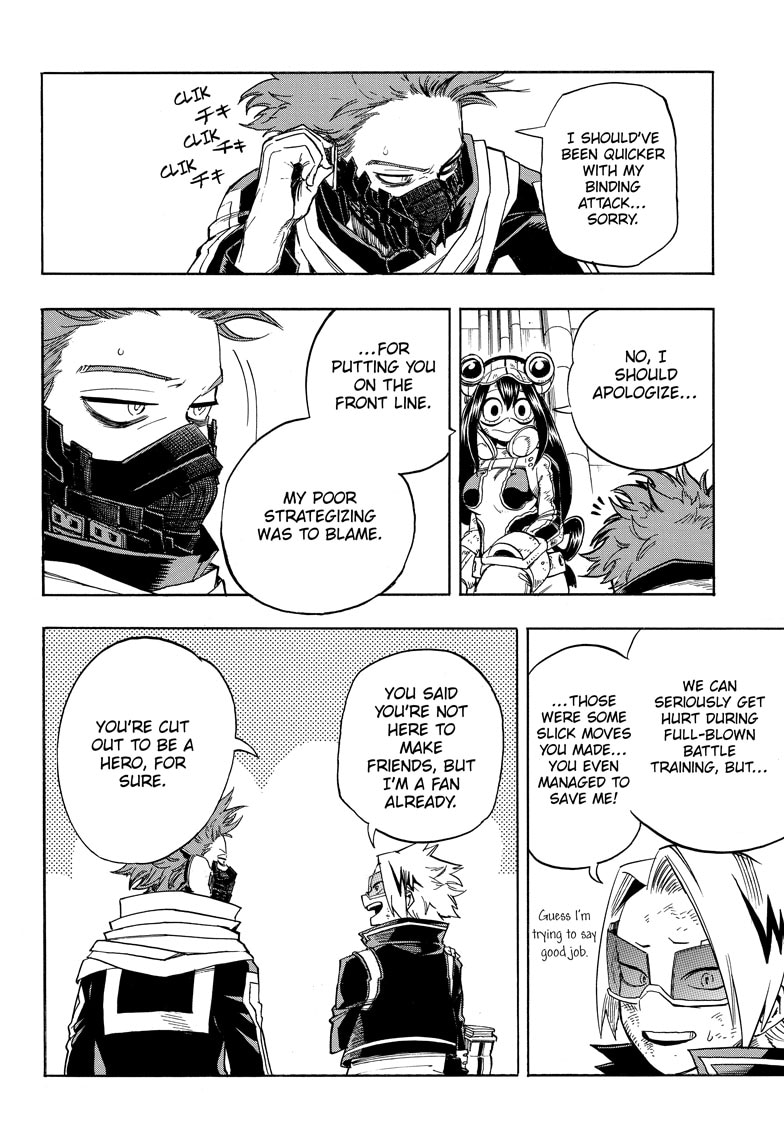 CLIK
チキ
CLIK
チキ
CLIK
チキ
I SHOULD'VE
BEEN QUICKER
WITH MY
BINDING
ATTACK...
SORRY.
NO, I
SHOULD
APOLOGIZE...
...FOR
PUTTING YOU
ON THE
FRONT LINE.
MY POOR
STRATEGIZING
WAS TO BLAME.
WE CAN
SERIOUSLY GET
HURT DURING
FULL-BLOWN
BATTLE
TRAINING, BUT...
...THOSE
WERE SOME
SLICK MOVES
YOU MADE...
YOU EVEN
MANAGED TO
SAVE ME!
Guess I'm
trying to say
good job.
YOU SAID
YOU'RE NOT
HERE TO
MAKE
FRIENDS, BUT
I'M A FAN
ALREADY.
YOU'RE CUT
OUT TO BE A
HERO, FOR
SURE.